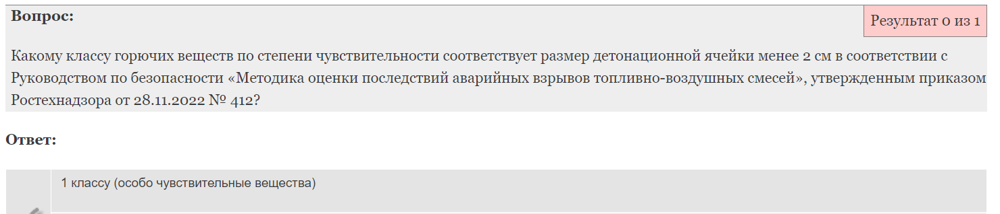 Вопрос:
Результат 0 из 1
Какому классу горючих веществ по степени чувствительности соответствует размер детонационной ячейки менее 2 см в соответствии с
Руководством по безопасности «Методика оценки последствий аварийных взрывов топливно-воздушных смесей», утвержденным приказом
Ростехнадзора от 28.11.2022 № 412?
Ответ:
1 классу (особо чувствительные вещества)